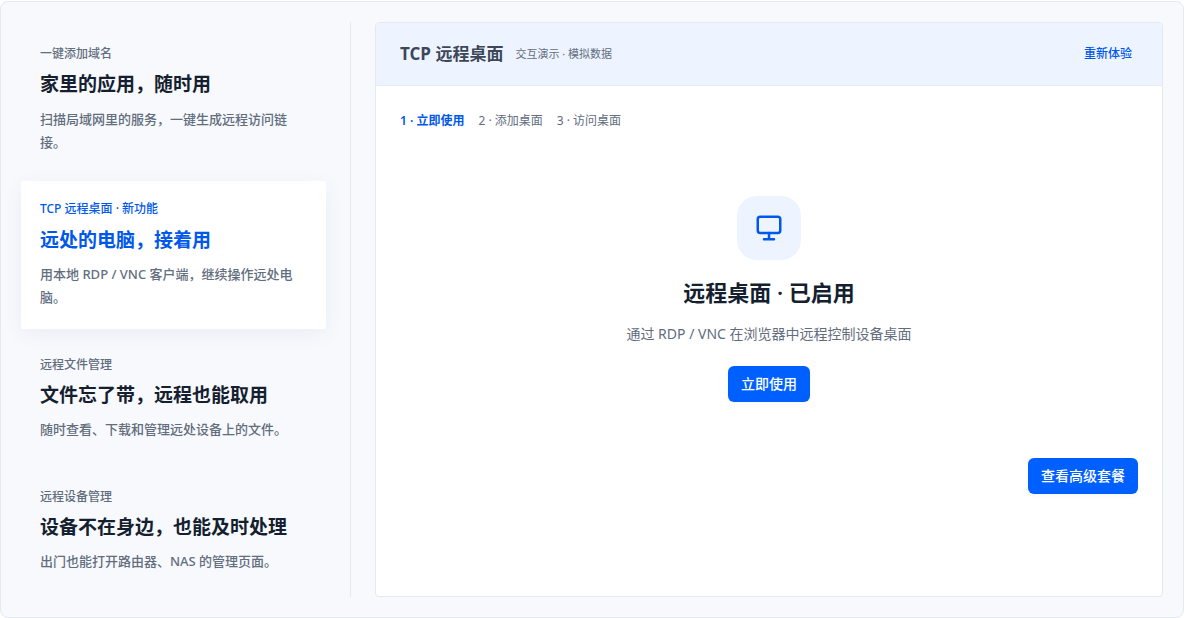 一键添加域名
家里的应用，随时用
扫描局域网里的服务，一键生成远程访问链
接。
TCP 远程桌面 · 新功能
远处的电脑，接着用
用本地 RDP / VNC 客户端，继续操作远处电
脑。
远程文件管理
文件忘了带，远程也能取用
随时查看、下载和管理远处设备上的文件。
远程设备管理
设备不在身边，也能及时处理
出门也能打开路由器、NAS 的管理页面。
TCP 远程桌面 交互演示 · 模拟数据 重新体验
1 · 立即使用 2 · 添加桌面 3 · 访问桌面
远程桌面 · 已启用
通过 RDP / VNC 在浏览器中远程控制设备桌面
立即使用
查看高级套餐